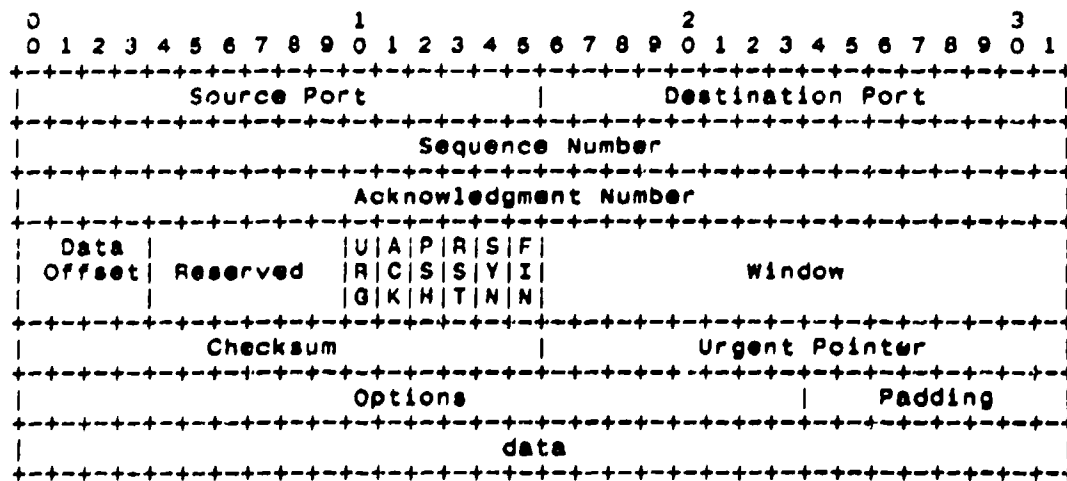 0                   1                   2                   3
0 1 2 3 4 5 6 7 8 9 0 1 2 3 4 5 6 7 8 9 0 1 2 3 4 5 6 7 8 9 0 1
+-+-+-+-+-+-+-+-+-+-+-+-+-+-+-+-+-+-+-+-+-+-+-+-+-+-+-+-+-+-+-+-+
| Source Port | Destination Port |
+-+-+-+-+-+-+-+-+-+-+-+-+-+-+-+-+-+-+-+-+-+-+-+-+-+-+-+-+-+-+-+-+
| Sequence Number |
+-+-+-+-+-+-+-+-+-+-+-+-+-+-+-+-+-+-+-+-+-+-+-+-+-+-+-+-+-+-+-+-+
| Acknowledgment Number |
+-+-+-+-+-+-+-+-+-+-+-+-+-+-+-+-+-+-+-+-+-+-+-+-+-+-+-+-+-+-+-+-+
| Data | |U|A|P|R|S|F| |
| Offset| Reserved |R|C|S|S|Y|I| Window |
| | |G|K|H|T|N|N| |
+-+-+-+-+-+-+-+-+-+-+-+-+-+-+-+-+-+-+-+-+-+-+-+-+-+-+-+-+-+-+-+-+
| Checksum | Urgent Pointer |
+-+-+-+-+-+-+-+-+-+-+-+-+-+-+-+-+-+-+-+-+-+-+-+-+-+-+-+-+-+-+-+-+
| Options | Padding |
+-+-+-+-+-+-+-+-+-+-+-+-+-+-+-+-+-+-+-+-+-+-+-+-+-+-+-+-+-+-+-+-+
| data |
+-+-+-+-+-+-+-+-+-+-+-+-+-+-+-+-+-+-+-+-+-+-+-+-+-+-+-+-+-+-+-+-+